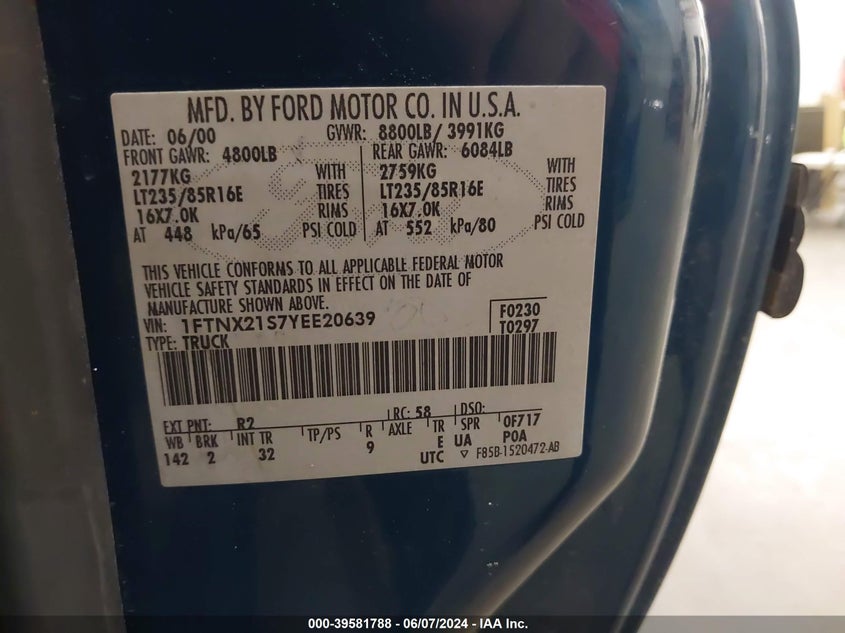 MFD. BY FORD MOTOR CO. IN U.S.A.
DATE: 06/00 GVWR: 8800LB/ 3991KG
FRONT GAWR: 4800LB REAR GAWR: 6084LB
2177KG WITH 2759KG WITH
LT235/85R16E TIRES LT235/85R16E TIRES
16X7.0K RIMS 16X7.0K RIMS
AT 448 kPa/65 PSI COLD AT 552 kPa/80 PSI COLD
THIS VEHICLE CONFORMS TO ALL APPLICABLE FEDERAL MOTOR
VEHICLE SAFETY STANDARDS IN EFFECT ON THE DATE OF
MANUFACTURE SHOWN ABOVE.
VIN: 1FTNX21S7YEE20639 F0230
TYPE: TRUCK T0297
EXT PNT: R2 RC: 58 DSO:
WB BRK INT TR TP/PS R AXLE TR SPR 0F717
142 2 32 9 E UA P0A
UTC ▽ F85B-1520472-AB
000-39581788 - 06/07/2024 - IAA Inc.